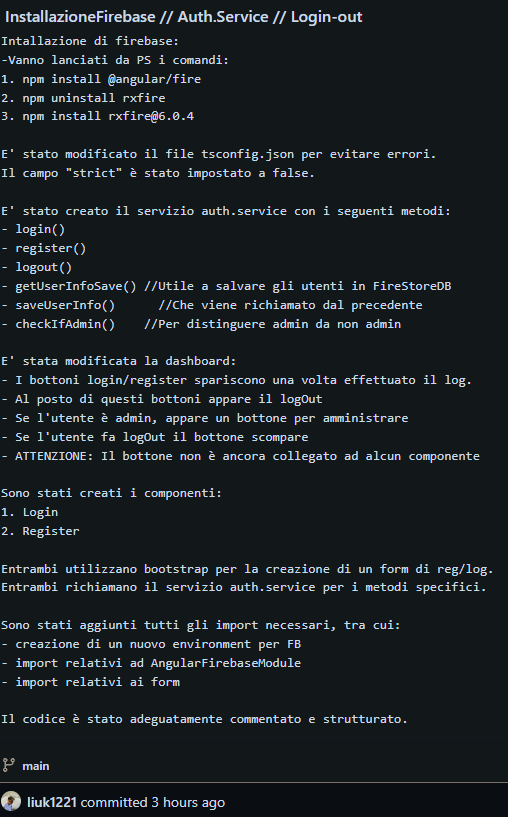 InstallazioneFirebase // Auth.Service // Login-out
Intallazione di firebase:
-Vanno lanciati da PS i comandi:
1. npm install @angular/fire
2. npm uninstall rxfire
3. npm install rxfire@6.0.4
E' stato modificato il file tsconfig.json per evitare errori.
Il campo "strict" è stato impostato a false.
E' stato creato il servizio auth.service con i seguenti metodi:
- login()
- register()
- logout()
- getUserInfoSave() //Utile a salvare gli utenti in FireStoreDB
- saveUserInfo() //Che viene richiamato dal precedente
- checkIfAdmin() //Per distinguere admin da non admin
E' stata modificata la dashboard:
- I bottoni login/register spariscono una volta effettuato il log.
- Al posto di questi bottoni appare il logOut
- Se l'utente è admin, appare un bottone per amministrare
- Se l'utente fa logOut il bottone scompare
- ATTENZIONE: Il bottone non è ancora collegato ad alcun componente
Sono stati creati i componenti:
1. Login
2. Register
Entrambi utilizzano bootstrap per la creazione di un form di reg/log.
Entrambi richiamano il servizio auth.service per i metodi specifici.
Sono stati aggiunti tutti gli import necessari, tra cui:
- creazione di un nuovo environment per FB
- import relativi ad AngularFirebaseModule
- import relativi ai form
Il codice è stato adeguatamente commentato e strutturato.
main
liuk1221 committed 3 hours ago